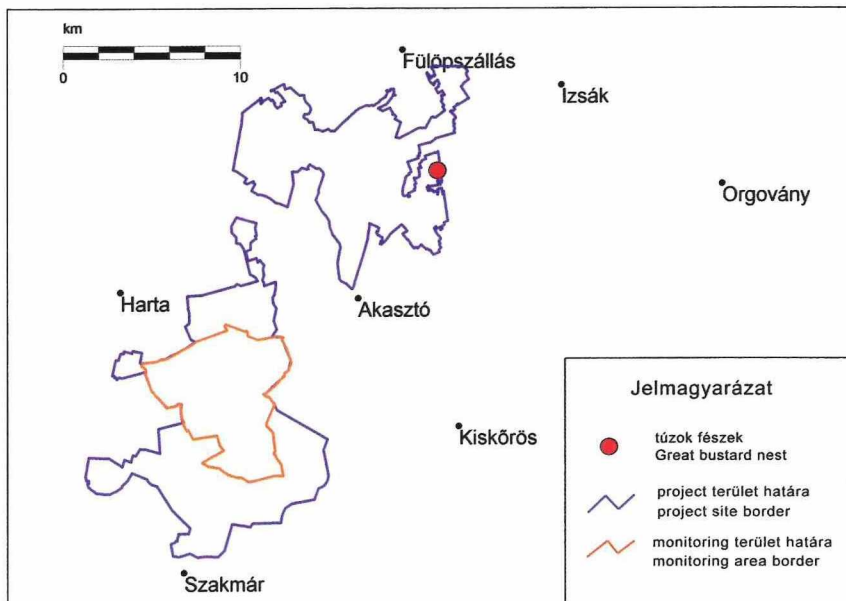 km
0
10
Fülöpszállás
Izsák
Orgovány
Harta
Akasztó
Kiskőrös
Szakmár
Jelmagyarázat
túzok fészek
Great bustard nest
project terület határa
project site border
monitoring terület határa
monitoring area border